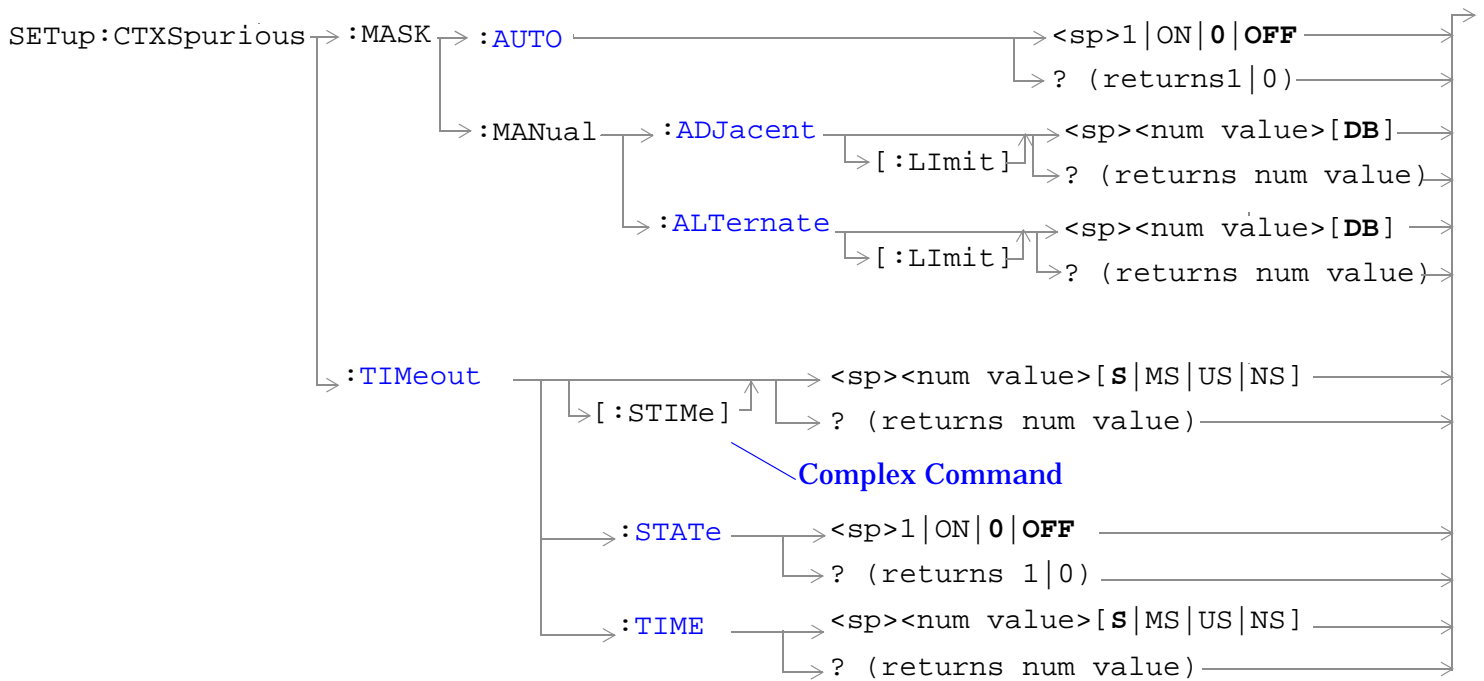 SETup:CTXSpurious :MASK :AUTO <sp>1|ON|0|OFF
? (returns1|0)
:MANual :ADJacent <sp><num value>[DB]
[:LImit] ? (returns num value)
:ALTernate <sp><num value>[DB]
[:LImit] ? (returns num value)
:TIMeout <sp><num value>[S|MS|US|NS]
[:STIMe] ? (returns num value)
Complex Command
:STATe <sp>1|ON|0|OFF
? (returns 1|0)
:TIME <sp><num value>[S|MS|US|NS]
? (returns num value)